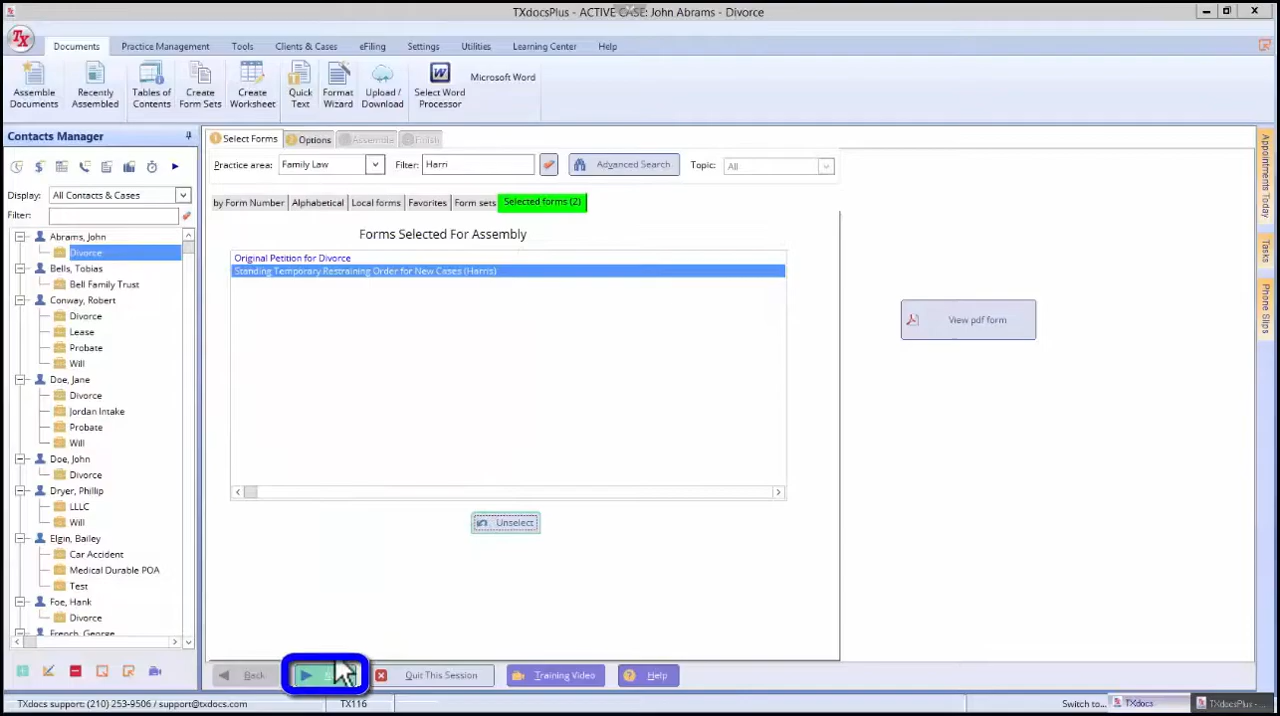 TXdocsPlus - ACTIVE CASE: John Abrams - Divorce
TX
Documents Practice Management Tools Clients & Cases eFiling Settings Utilities Learning Center Help
Assemble Documents
Recently Assembled
Tables of Contents
Create Form Sets
Create Worksheet
Quick Text
Format Wizard
Upload / Download
W
Select Word Processor
Microsoft Word
Contacts Manager
Display: All Contacts & Cases
Filter:
Abrams, John
Divorce
Bells, Tobias
Bell Family Trust
Conway, Robert
Divorce
Lease
Probate
Will
Doe, Jane
Divorce
Jordan Intake
Probate
Will
Doe, John
Divorce
Dryer, Phillip
LLLC
Will
Elgin, Bailey
Car Accident
Medical Durable POA
Test
Foe, Hank
Divorce
French, George
1 Select Forms 2 Options Assemble Finish
Practice area: Family Law Filter: Harri Advanced Search Topic: All
by Form Number Alphabetical Local forms Favorites Form sets Selected forms (2)
Forms Selected For Assembly
Original Petition for Divorce
Standing Temporary Restraining Order for New Cases (Harris)
Unselect
View pdf form
Appointments Today
Tasks
Phone Slips
Back Quit This Session Training Video Help
TXdocs support: (210) 253-9506 / support@txdocs.com TX116 Switch to... TXdocs TXdocsPlus - ...